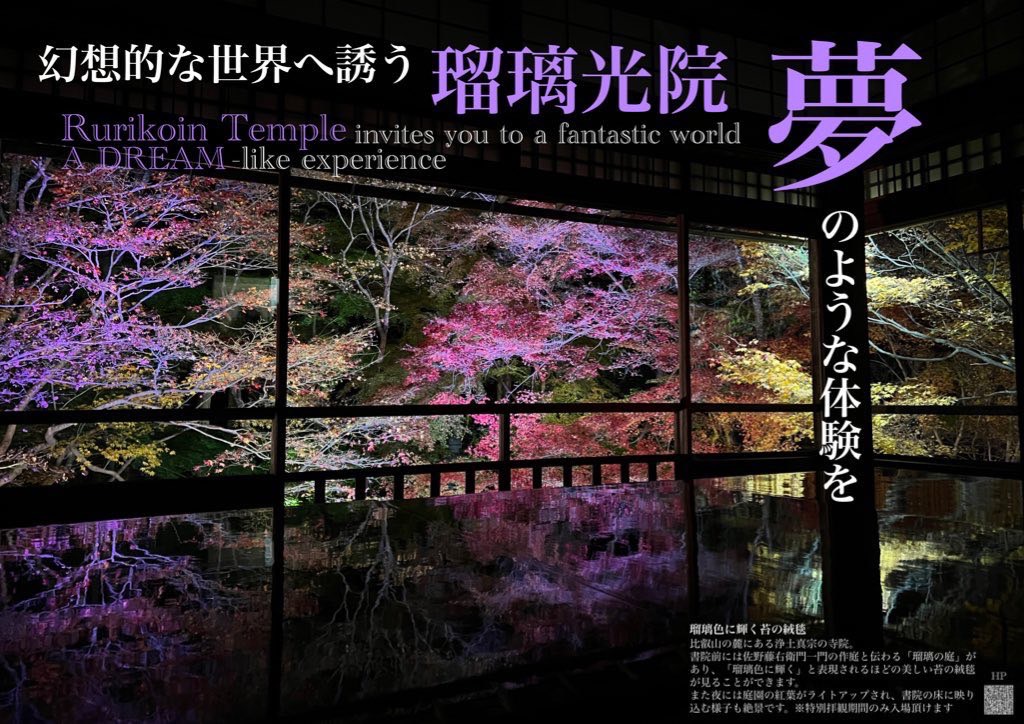 幻想的な世界へ誘う 瑠璃光院
夢
のような体験を
Rurikoin Temple invites you to a fantastic world
A DREAM-like experience
瑠璃色に輝く苔の絨毯
比叡山の麓にある浄土真宗の寺院。
書院前には佐野藤右衛門一門の作庭と伝わる「瑠璃の庭」が
あり、「瑠璃色に輝く」と表現されるほどの美しい苔の絨毯
が見ることができます。
また夜には庭園の紅葉がライトアップされ、書院の床に映り
込む様子も絶景です。※特別拝観期間のみ入場頂けます
HP